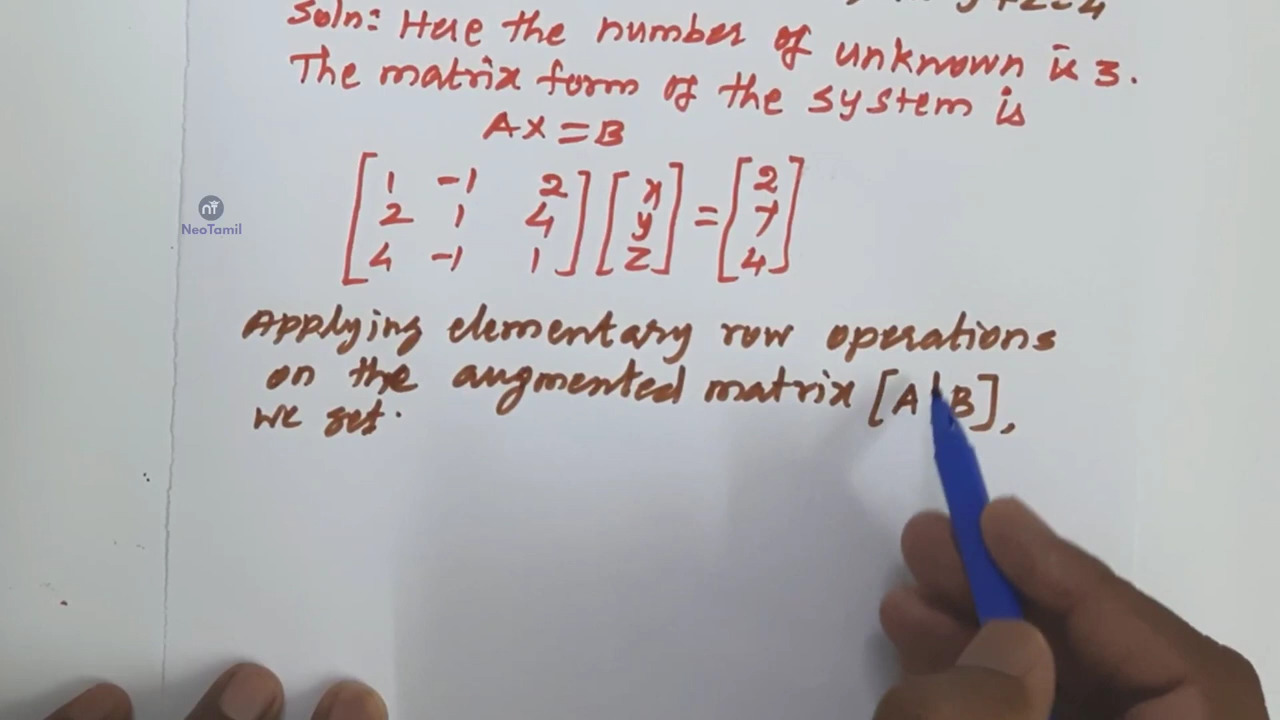 y+z=4
Soln: Here the number of unknown is 3.
The matrix form of the system is
AX=B
[1 -1 2] [x] = [2]
[2 1 4] [y] [7]
[4 -1 1] [z] [4]
NT
NeoTamil
Applying elementary row operations
on the augmented matrix [A|B],
we get.